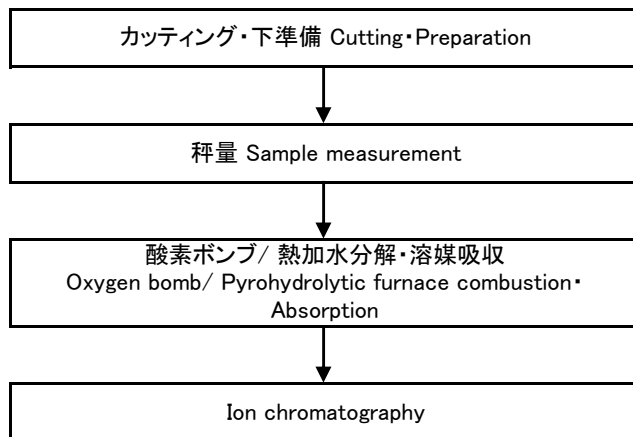 カッティング・下準備 Cutting・Preparation
秤量 Sample measurement
酸素ボンブ/ 熱加水分解・溶媒吸収
Oxygen bomb/ Pyrohydrolytic furnace combustion・
Absorption
Ion chromatography